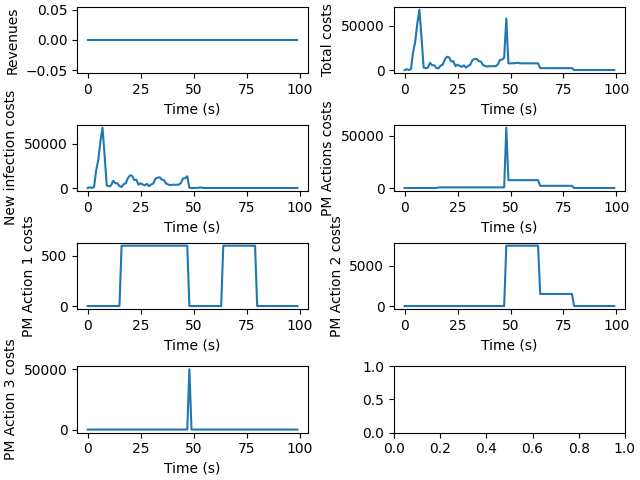 Revenues
0.05
0.00
−0.05
0 25 50 75 100
Time (s)
Total costs
50000
0
0 25 50 75 100
Time (s)
New infection costs
50000
0
0 25 50 75 100
Time (s)
PM Actions costs
50000
0
0 25 50 75 100
Time (s)
PM Action 1 costs
500
0
0 25 50 75 100
Time (s)
PM Action 2 costs
5000
0
0 25 50 75 100
Time (s)
PM Action 3 costs
50000
0
0 25 50 75 100
Time (s)
1.0
0.5
0.0
0.0 0.2 0.4 0.6 0.8 1.0